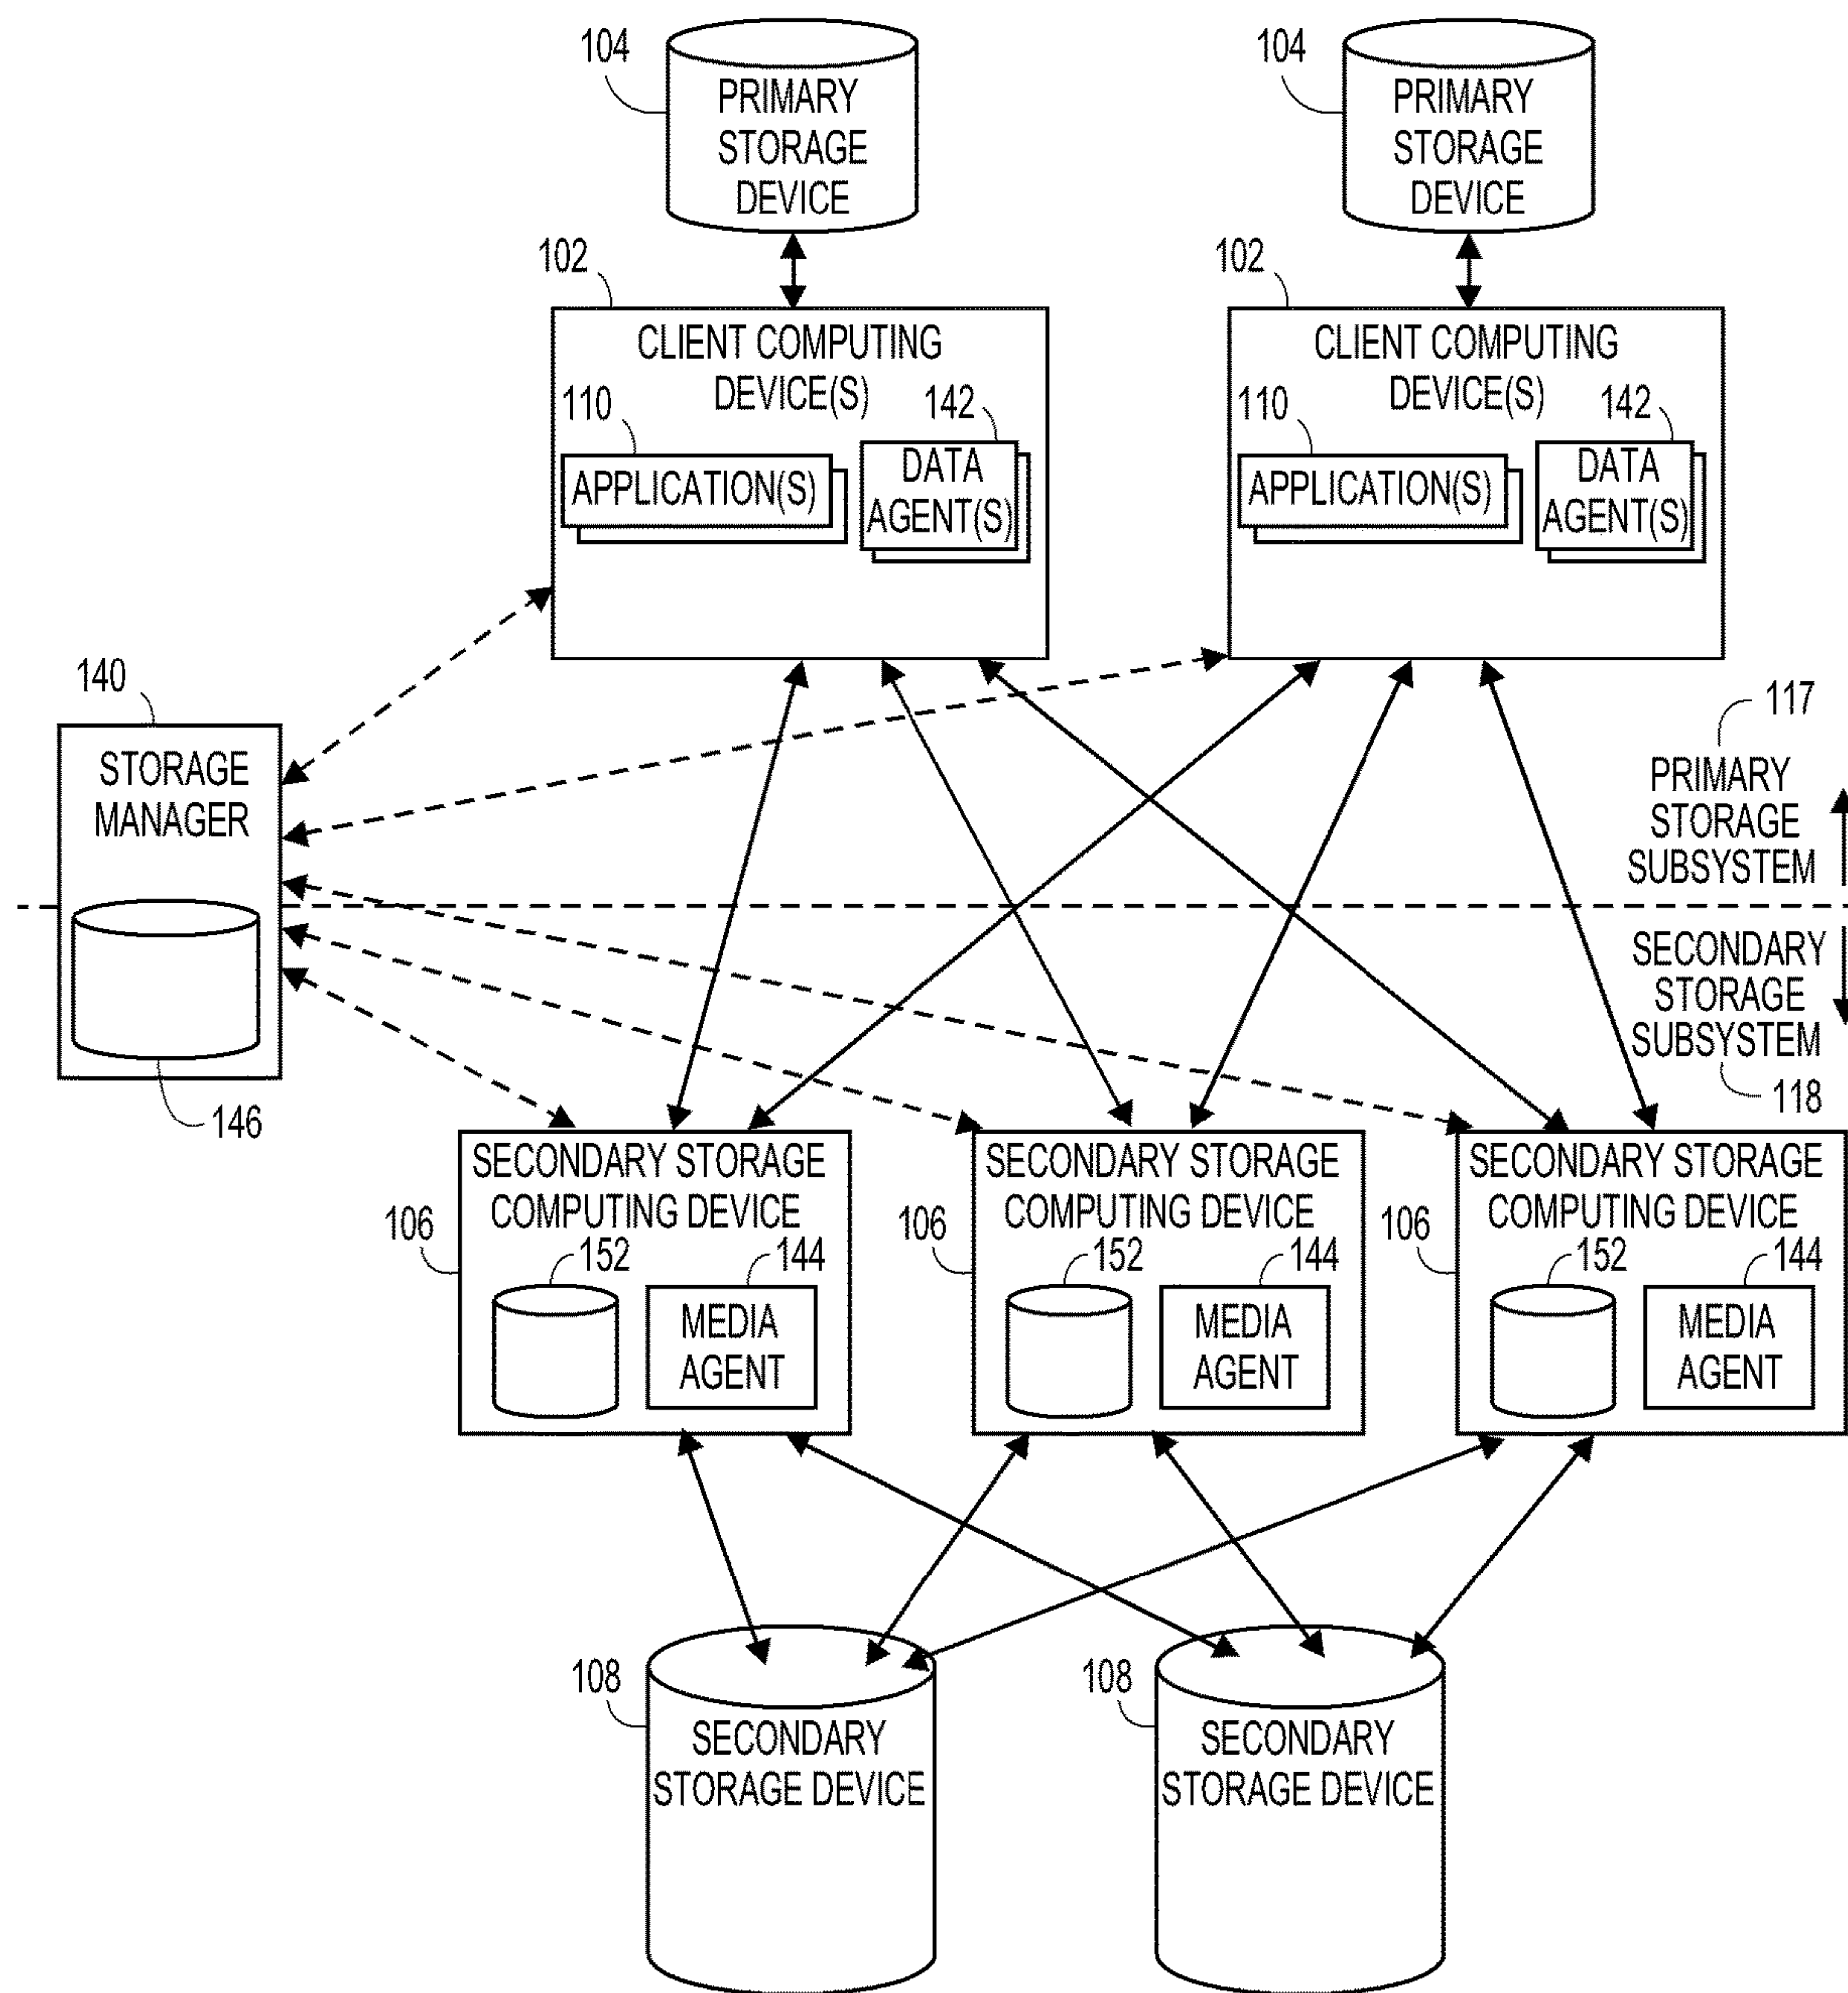 104
PRIMARY
STORAGE
DEVICE
104
PRIMARY
STORAGE
DEVICE
102
CLIENT COMPUTING
DEVICE(S)
110
142
APPLICATION(S)
DATA
AGENT(S)
102
CLIENT COMPUTING
DEVICE(S)
110
142
APPLICATION(S)
DATA
AGENT(S)
140
STORAGE
MANAGER
146
117
PRIMARY
STORAGE
SUBSYSTEM
SECONDARY
STORAGE
SUBSYSTEM
118
SECONDARY STORAGE
COMPUTING DEVICE
106
152
144
MEDIA
AGENT
SECONDARY STORAGE
COMPUTING DEVICE
106
152
144
MEDIA
AGENT
SECONDARY STORAGE
COMPUTING DEVICE
106
152
144
MEDIA
AGENT
108
SECONDARY
STORAGE DEVICE
108
SECONDARY
STORAGE DEVICE